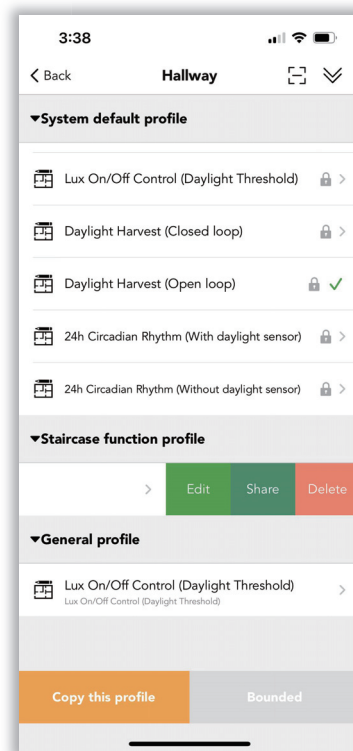 3:38
Back
Hallway
▾System default profile
Lux On/Off Control (Daylight Threshold)
Daylight Harvest (Closed loop)
Daylight Harvest (Open loop)
24h Circadian Rhythm (With daylight sensor)
24h Circadian Rhythm (Without daylight sensor)
▾Staircase function profile
Edit Share Delete
▾General profile
Lux On/Off Control (Daylight Threshold)
Lux On/Off Control (Daylight Threshold)
Copy this profile Bounded